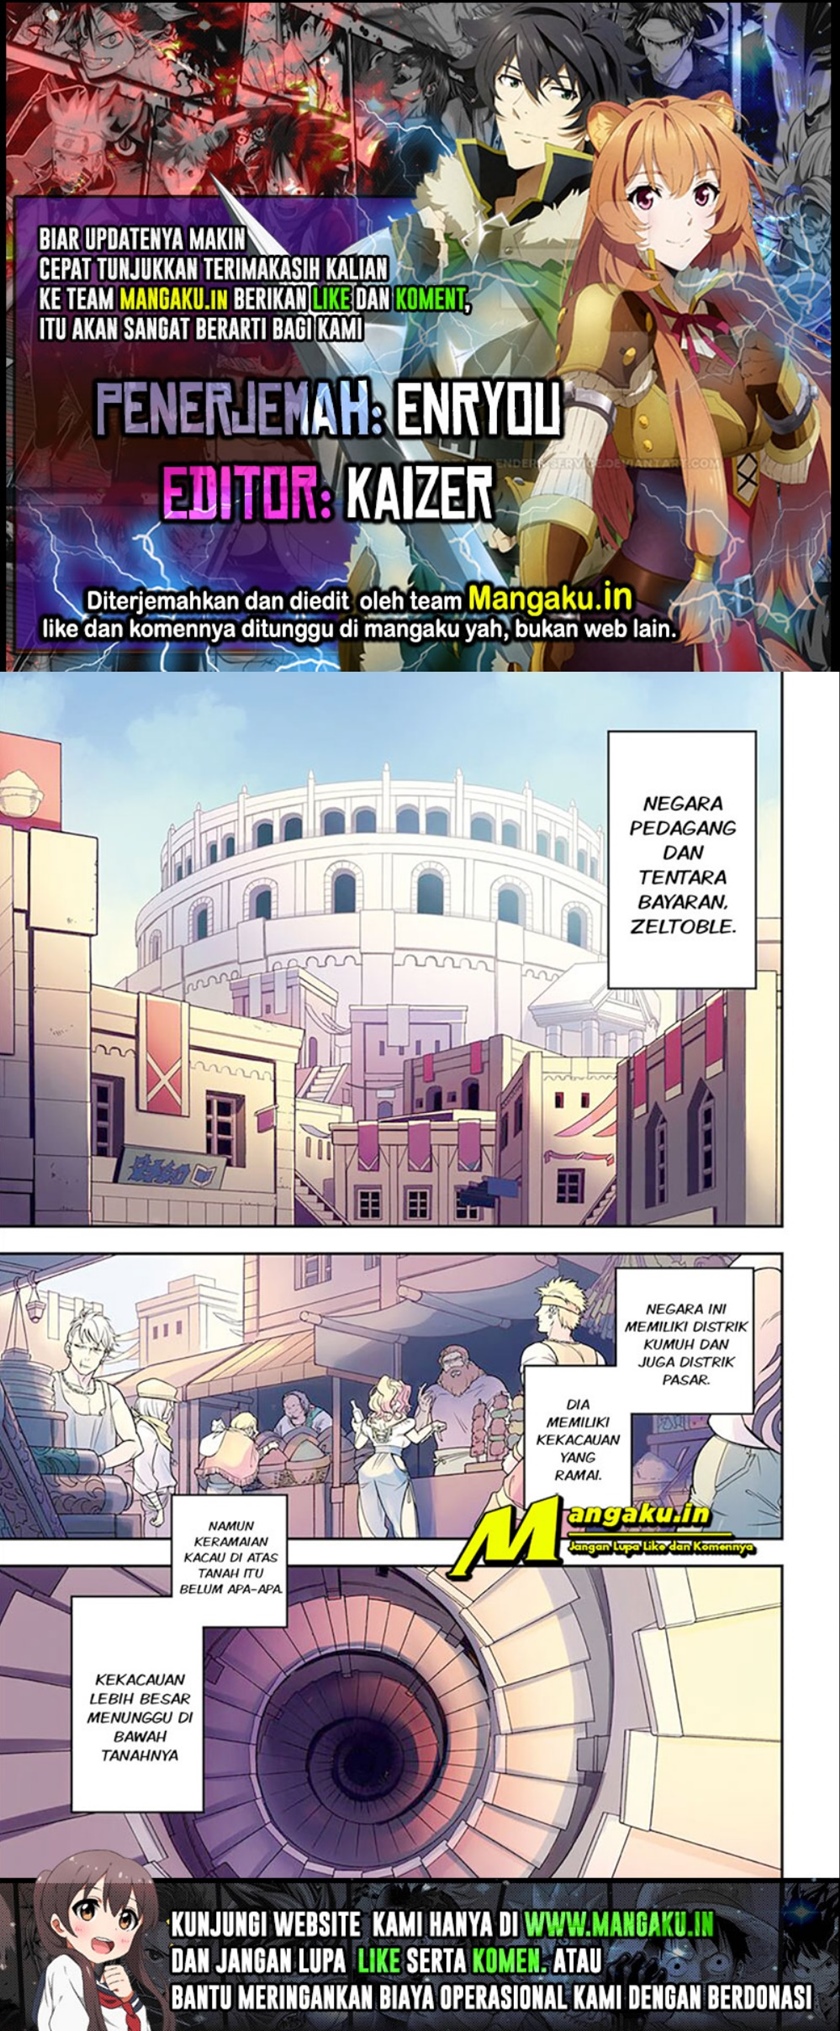 BIAR UPDATENYA MAKIN
CEPAT TUNJUKKAN TERIMAKASIH KALIAN
KE TEAM MANGAKU.IN BERIKAN LIKE DAN KOMENT,
ITU AKAN SANGAT BERARTI BAGI KAMI
PENERJEMAH: ENRYOU
EDITOR: KAIZER
Diterjemahkan dan diedit oleh team Mangaku.in
like dan komennya ditunggu di mangaku yah, bukan web lain.
NEGARA
PEDAGANG
DAN
TENTARA
BAYARAN,
ZELTOBLE.
NEGARA INI
MEMILIKI DISTRIK
KUMUH DAN
JUGA DISTRIK
PASAR.
DIA
MEMILIKI
KEKACAUAN
YANG
RAMAI.
Mangaku.in
Jangan Lupa Like dan Komennya
NAMUN
KERAMAIAN
KACAU DI ATAS
TANAH ITU
BELUM APA-APA.
KEKACAUAN
LEBIH BESAR
MENUNGGU DI
BAWAH
TANAHNYA
KUNJUNGI WEBSITE KAMI HANYA DI WWW.MANGAKU.IN
DAN JANGAN LUPA LIKE SERTA KOMEN. ATAU
BANTU MERINGANKAN BIAYA OPERASIONAL KAMI DENGAN BERDONASI